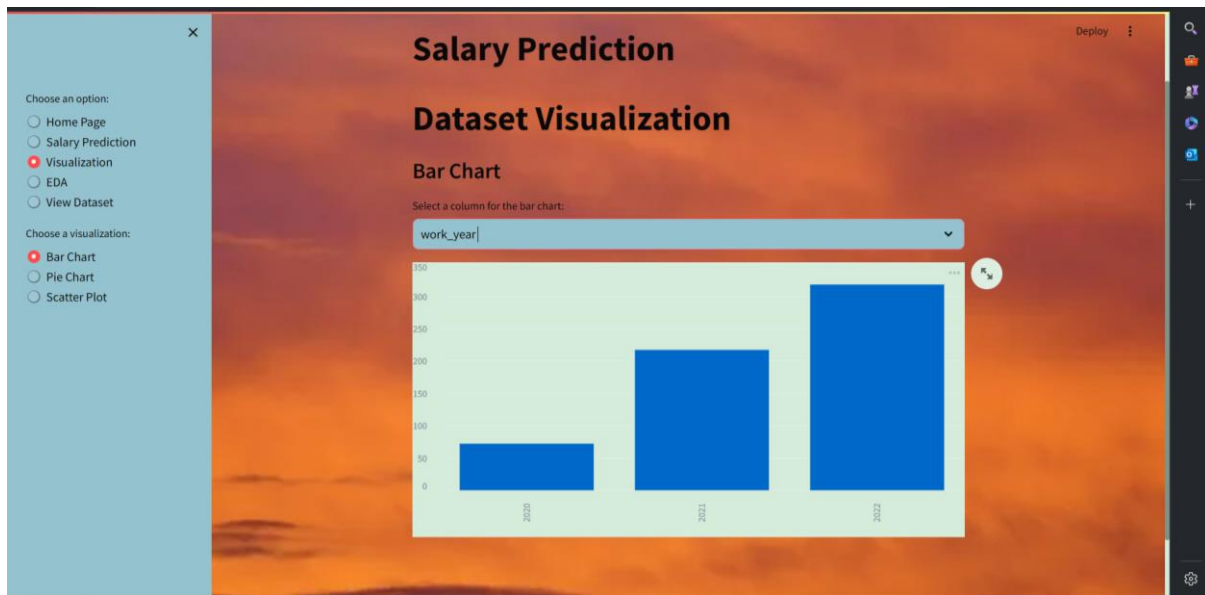 Choose an option:
Home Page
Salary Prediction
Visualization
EDA
View Dataset
Choose a visualization:
Bar Chart
Pie Chart
Scatter Plot
Deploy
Salary Prediction
Dataset Visualization
Bar Chart
Select a column for the bar chart:
work_year
350
300
250
200
150
100
50
0
2020
2021
2022